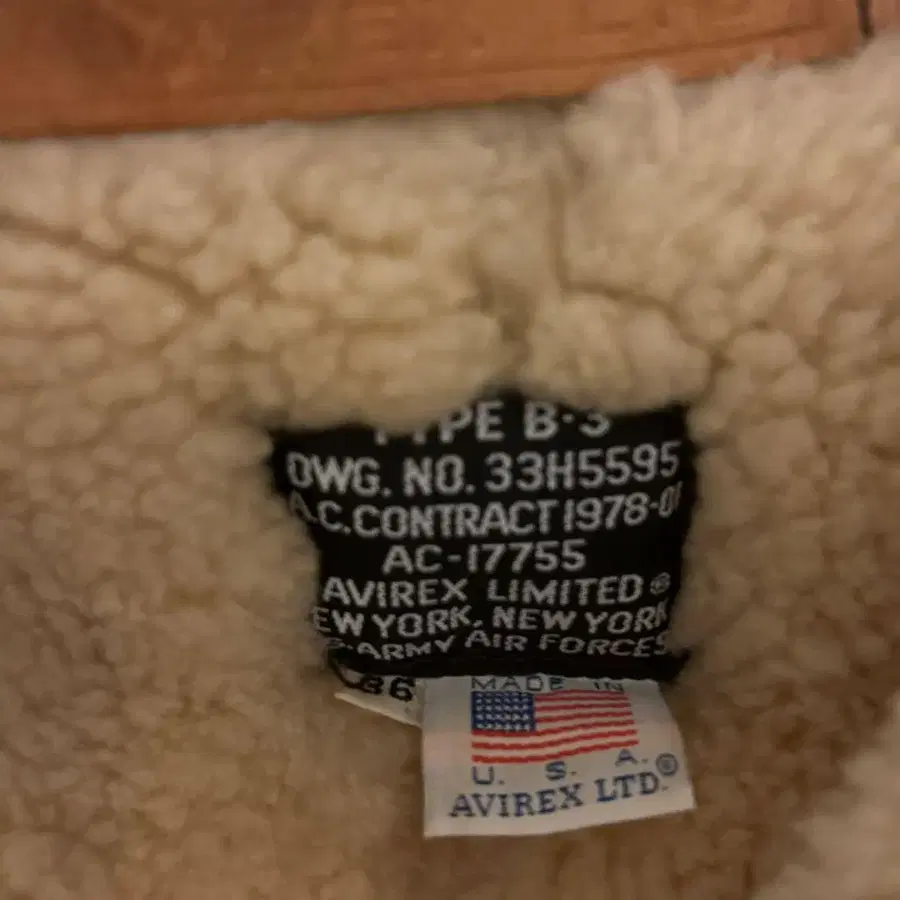 TYPE B-3
DWG. NO. 33H5595
A.C. CONTRACT 1978-01
AC-17755
AVIREX LIMITED®
NEW YORK, NEW YORK
ARMY AIR FORCES
36
MADE IN
U. S. A.
AVIREX LTD.®